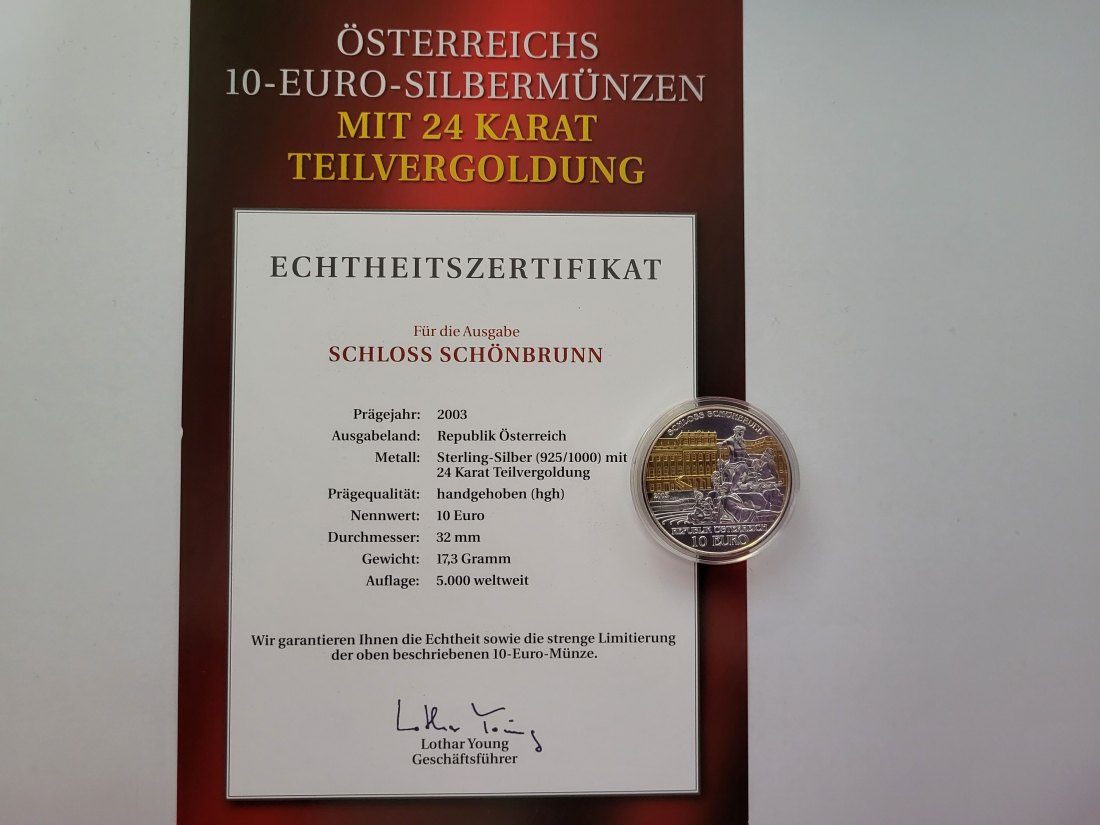 ÖSTERREICHS
10-EURO-SILBERMÜNZEN
MIT 24 KARAT
TEILVERGOLDUNG
ECHTHEITSZERTIFIKAT
Für die Ausgabe
SCHLOSS SCHÖNBRUNN
Prägejahr: 2003
Ausgabeland: Republik Österreich
Metall: Sterling-Silber (925/1000) mit
24 Karat Teilvergoldung
Prägequalität: handgehoben (hgh)
Nennwert: 10 Euro
Durchmesser: 32 mm
Gewicht: 17,3 Gramm
Auflage: 5.000 weltweit
Wir garantieren Ihnen die Echtheit sowie die strenge Limitierung
der oben beschriebenen 10-Euro-Münze.
Lothar Young
Lothar Young
Geschäftsführer
SCHLOSS SCHÖNBRUNN
2003
REPUBLIK ÖSTERREICH
10 EURO